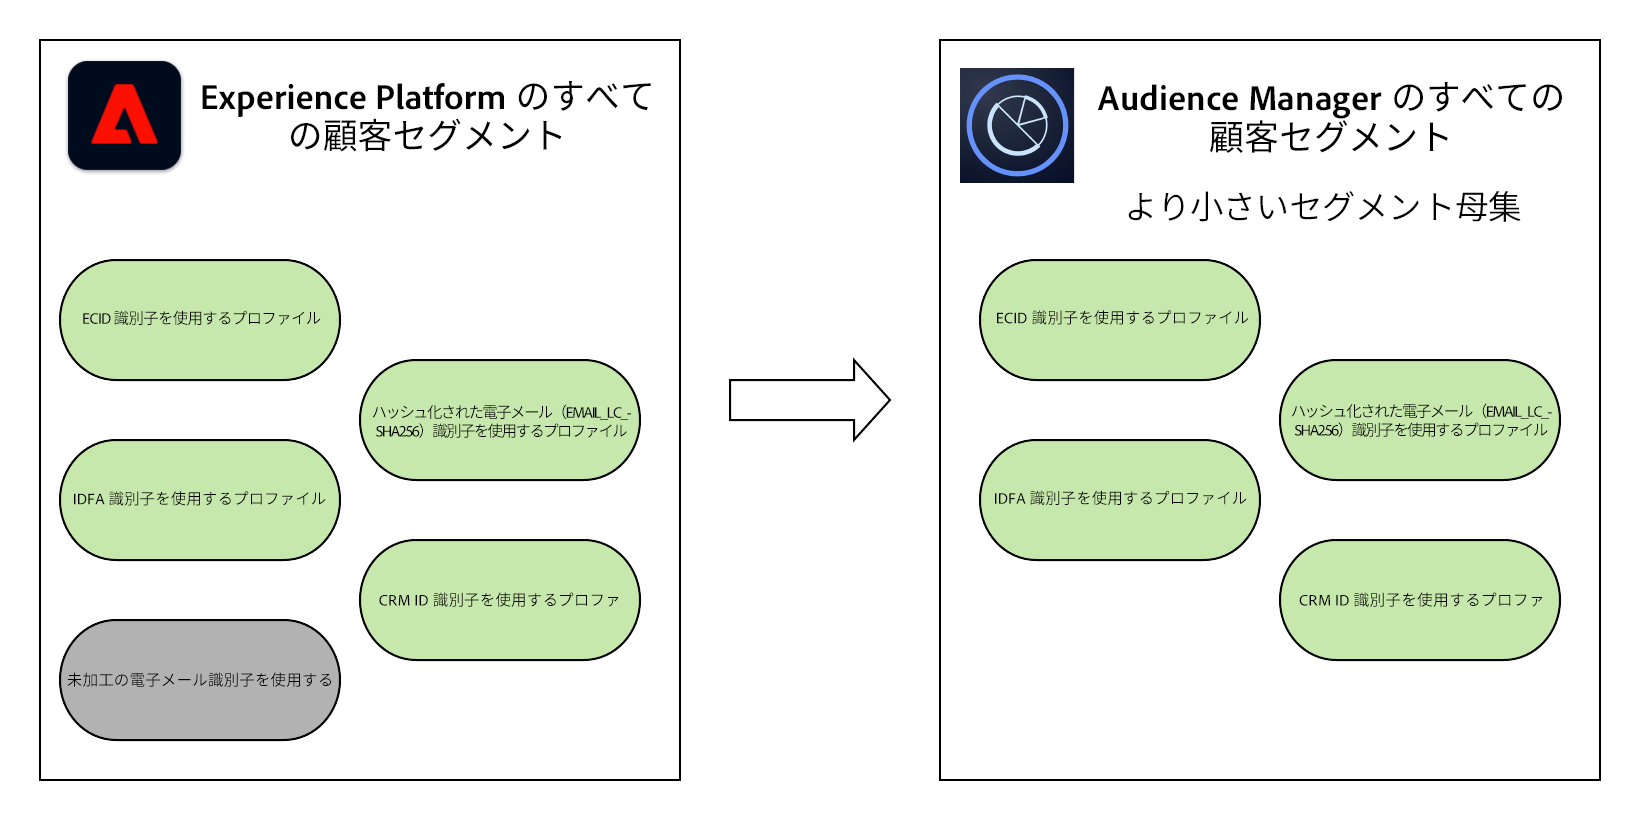 Experience Platform のすべて
の顧客セグメント
ECID 識別子を使用するプロファイル
ハッシュ化された電子メール（EMAIL_LC_-
SHA256）識別子を使用するプロファイル
IDFA 識別子を使用するプロファイル
CRM ID 識別子を使用するプロファ
未加工の電子メール識別子を使用する
Audience Manager のすべての
顧客セグメント
より小さいセグメント母集
ECID 識別子を使用するプロファイル
ハッシュ化された電子メール（EMAIL_LC_-
SHA256）識別子を使用するプロファイル
IDFA 識別子を使用するプロファイル
CRM ID 識別子を使用するプロファ